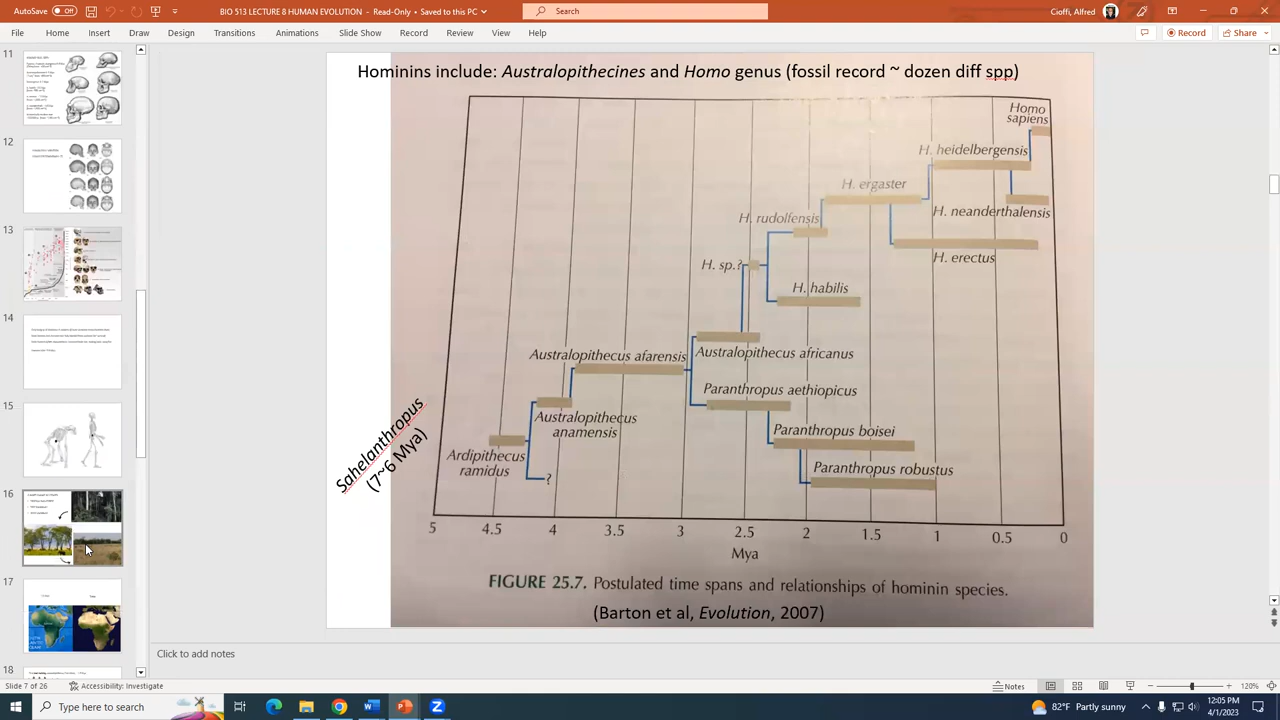 AutoSave Off
BIO 513 LECTURE 8 HUMAN EVOLUTION - Read-Only • Saved to this PC
Search
Cioffi, Alfred
File Home Insert Draw Design Transitions Animations Slide Show Record Review View Help
Record Share
11
12
13
14
15
16
17
18
Hominins include: Australopithecines and Homo genus (fossil record ~dozen diff spp)
Homo
sapiens
H. heidelbergensis
H. ergaster
H. neanderthalensis
H. rudolfensis
H. erectus
H. sp.?
H. habilis
Australopithecus afarensis
Australopithecus africanus
Paranthropus aethiopicus
Australopithecus
anamensis
Paranthropus boisei
Sahelanthropus
(7~6 Mya)
Ardipithecus
ramidus
Paranthropus robustus
?
5 4.5 4 3.5 3 2.5 2 1.5 1 0.5 0
Mya
FIGURE 25.7. Postulated time spans and relationships of hominin species.
(Barton et al, Evolution, 2007)
Click to add notes
Slide 7 of 26
Accessibility: Investigate
Notes
120%
Type here to search
82°F Partly sunny
12:05 PM
4/1/2023